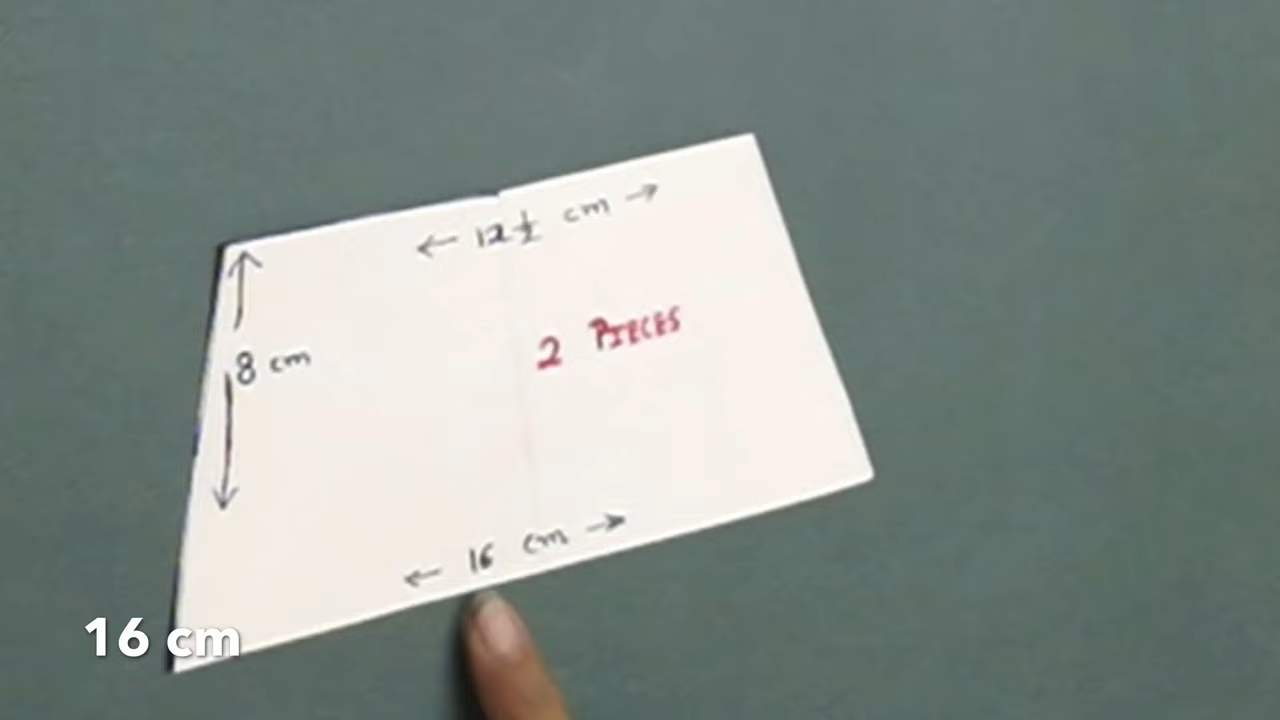 ← 12½ cm →
2 PIECES
8 cm
← 16 cm →
16 cm